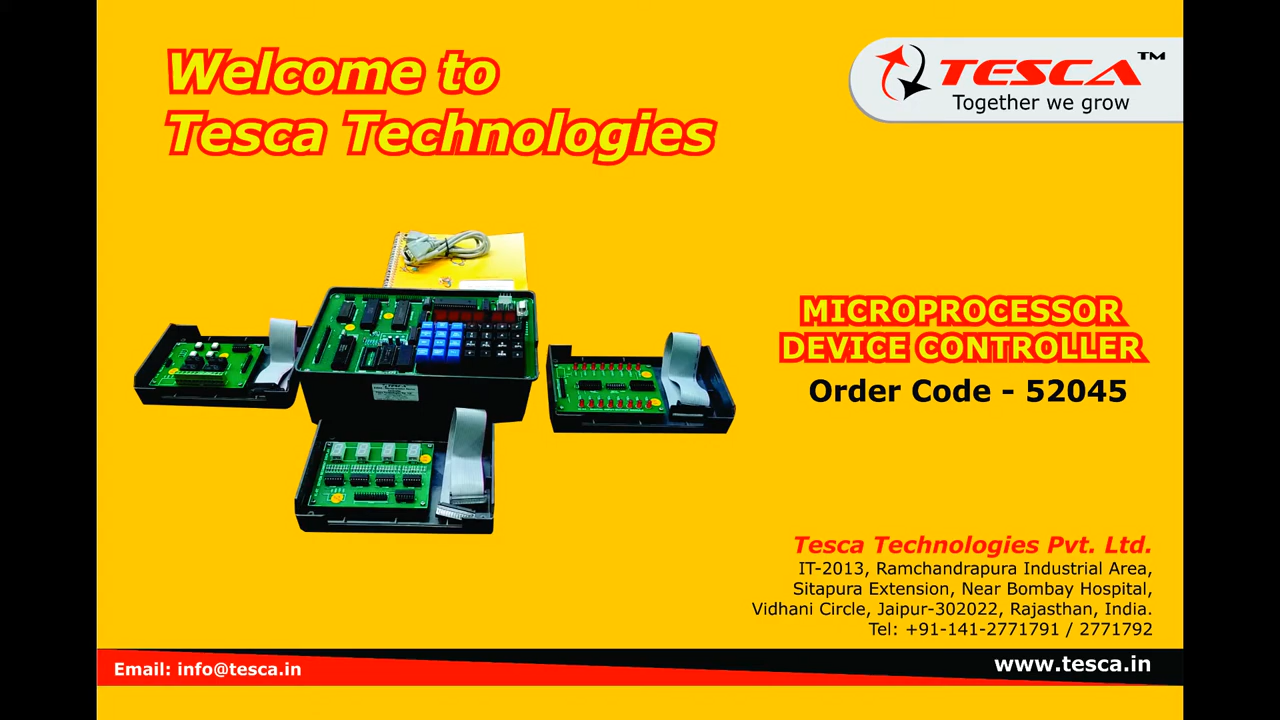 Welcome to
Tesca Technologies
TESCA™
Together we grow
MICROPROCESSOR
DEVICE CONTROLLER
Order Code - 52045
TESCA
Tesca Technologies Pvt. Ltd.
IT-2013, Ramchandrapura Industrial Area,
Sitapura Extension, Near Bombay Hospital,
Vidhani Circle, Jaipur-302022, Rajasthan, India.
Tel: +91-141-2771791 / 2771792
Email: info@tesca.in
www.tesca.in